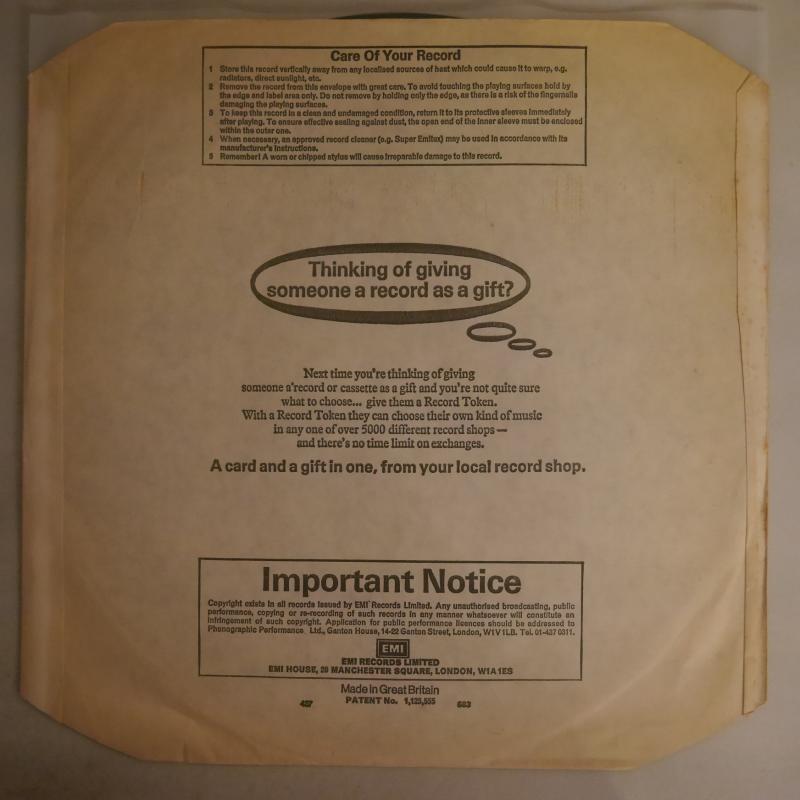 Care Of Your Record
1 Store this record vertically away from any localised sources of heat which could cause it to warp, e.g.
radiators, direct sunlight, etc.
2 Remove the record from this envelope with great care. To avoid touching the playing surfaces hold by
the edge and label area only. Do not remove by holding only the edge, as there is a risk of the fingernails
damaging the playing surfaces.
3 To keep this record in a clean and undamaged condition, return it to its protective sleeves immediately
after playing. To ensure effective sealing against dust, the open end of the inner sleeve must be enclosed
within the outer one.
4 When necessary, an approved record cleaner (e.g. Super Emitex) may be used in accordance with its
manufacturer's instructions.
5 Remember! A worn or chipped stylus will cause irreparable damage to this record.
Thinking of giving
someone a record as a gift?
Next time you're thinking of giving
someone a record or cassette as a gift and you're not quite sure
what to choose... give them a Record Token.
With a Record Token they can choose their own kind of music
in any one of over 5000 different record shops —
and there's no time limit on exchanges.
A card and a gift in one, from your local record shop.
Important Notice
Copyright exists in all records issued by EMI Records Limited. Any unauthorised broadcasting, public
performance, copying or re-recording of such records in any manner whatsoever will constitute an
infringement of such copyright. Application for public performance licences should be addressed to
Phonographic Performance Ltd., Ganton House, 14-22 Ganton Street, London, W1V 1LB. Tel. 01-437 0311.
EMI
EMI RECORDS LIMITED
EMI HOUSE, 20 MANCHESTER SQUARE, LONDON, W1A 1ES
Made in Great Britain
PATENT No. 1,125,555